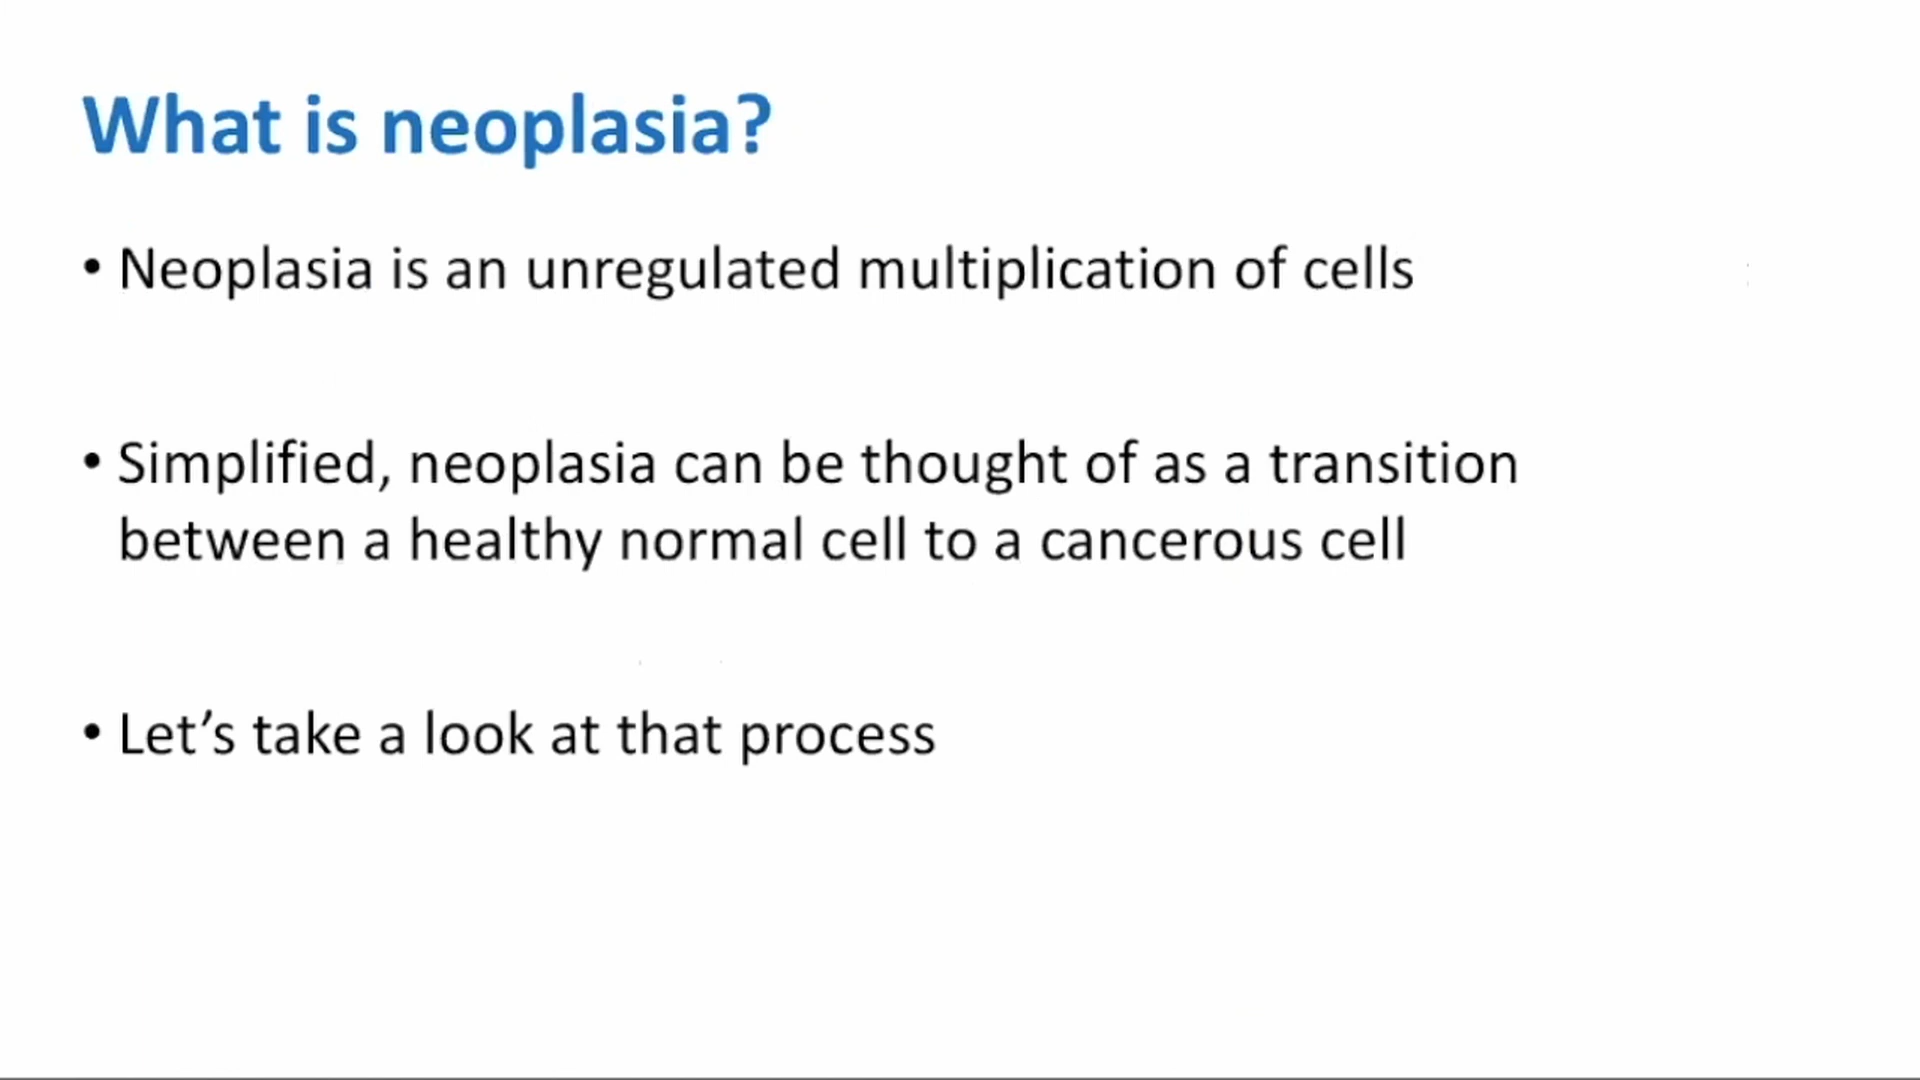 What is neoplasia?
• Neoplasia is an unregulated multiplication of cells
• Simplified, neoplasia can be thought of as a transition
between a healthy normal cell to a cancerous cell
• Let’s take a look at that process